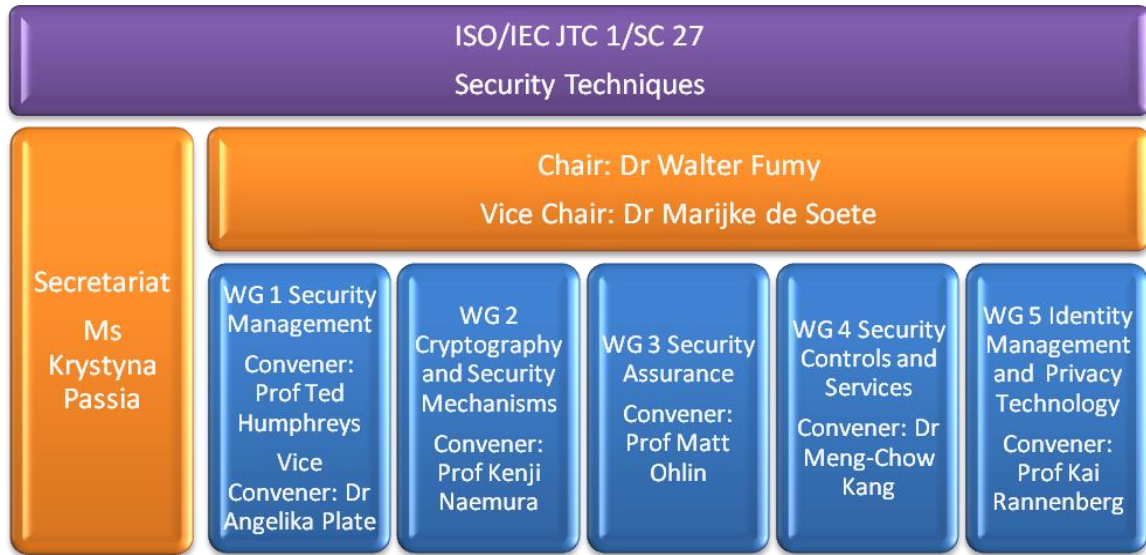 ISO/IEC JTC 1/SC 27
Security Techniques
Chair: Dr Walter Fumy
Vice Chair: Dr Marijke de Soete
Secretariat
Ms
Krystyna
Passia
WG 1 Security
Management
Convener:
Prof Ted
Humphreys
Vice
Convener: Dr
Angelika Plate
WG 2
Cryptography
and Security
Mechanisms
Convener:
Prof Kenji
Naemura
WG 3 Security
Assurance
Convener:
Prof Matt
Ohlin
WG 4 Security
Controls and
Services
Convener: Dr
Meng-Chow
Kang
WG 5 Identity
Management
and Privacy
Technology
Convener:
Prof Kai
Rannenberg